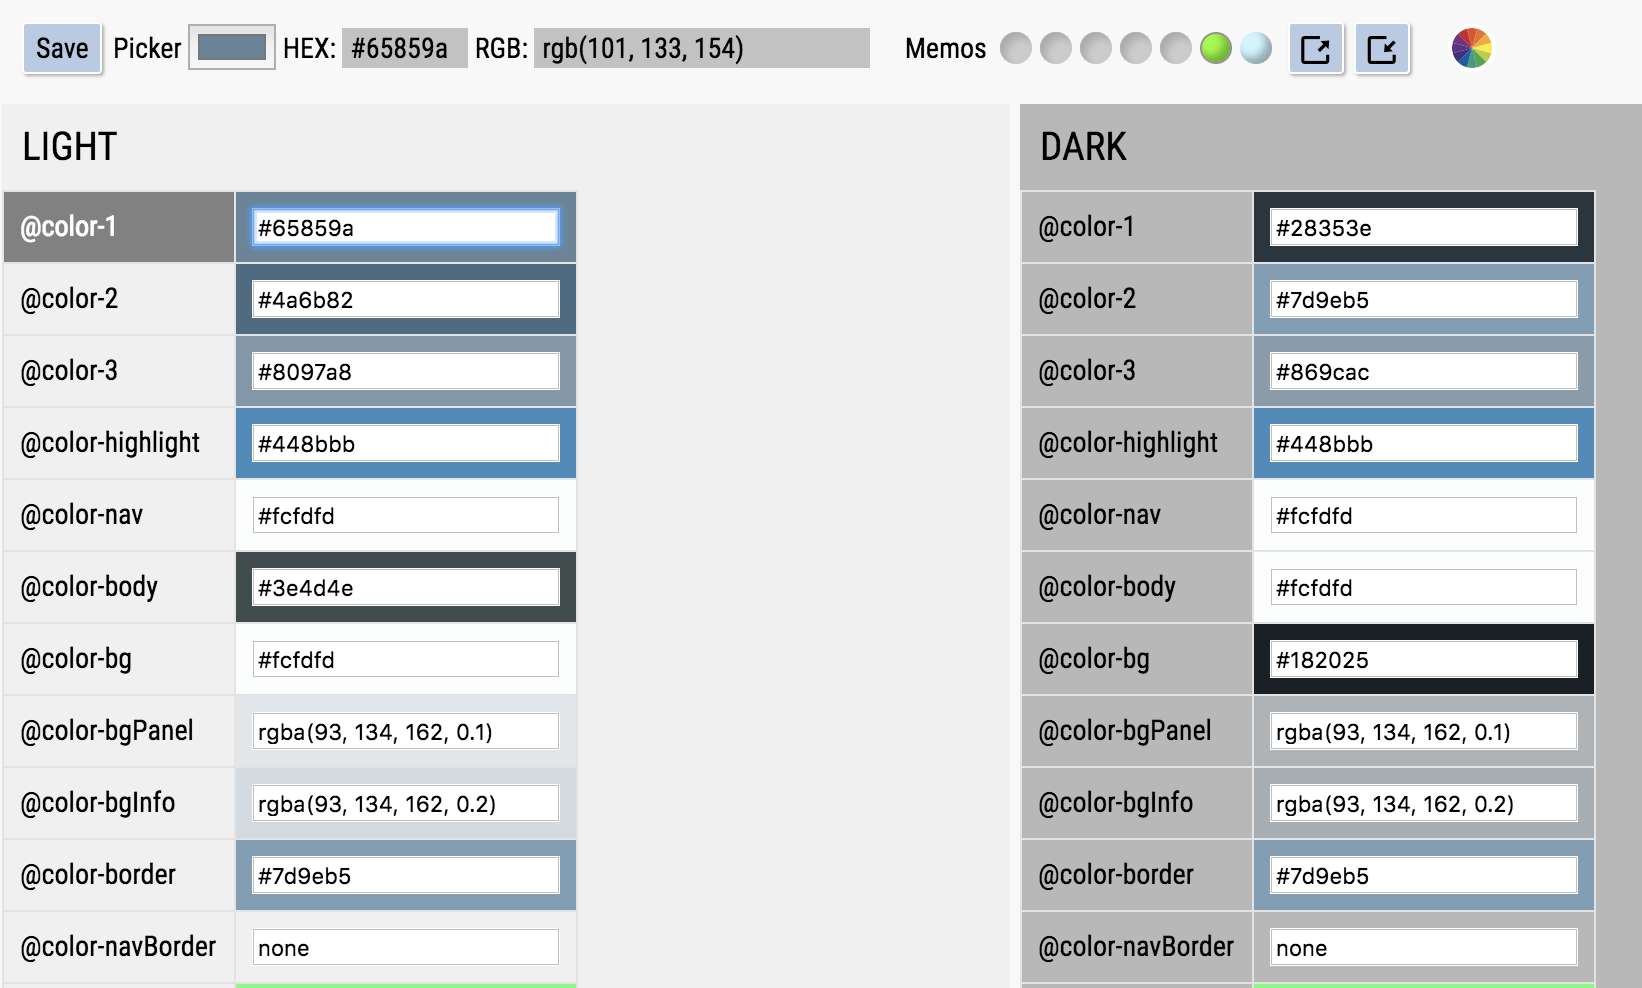 Save Picker HEX: #65859a RGB: rgb(101, 133, 154) Memos
LIGHT
@color-1 #65859a
@color-2 #4a6b82
@color-3 #8097a8
@color-highlight #448bbb
@color-nav #fcfdfd
@color-body #3e4d4e
@color-bg #fcfdfd
@color-bgPanel rgba(93, 134, 162, 0.1)
@color-bgInfo rgba(93, 134, 162, 0.2)
@color-border #7d9eb5
@color-navBorder none
DARK
@color-1 #28353e
@color-2 #7d9eb5
@color-3 #869cac
@color-highlight #448bbb
@color-nav #fcfdfd
@color-body #fcfdfd
@color-bg #182025
@color-bgPanel rgba(93, 134, 162, 0.1)
@color-bgInfo rgba(93, 134, 162, 0.2)
@color-border #7d9eb5
@color-navBorder none